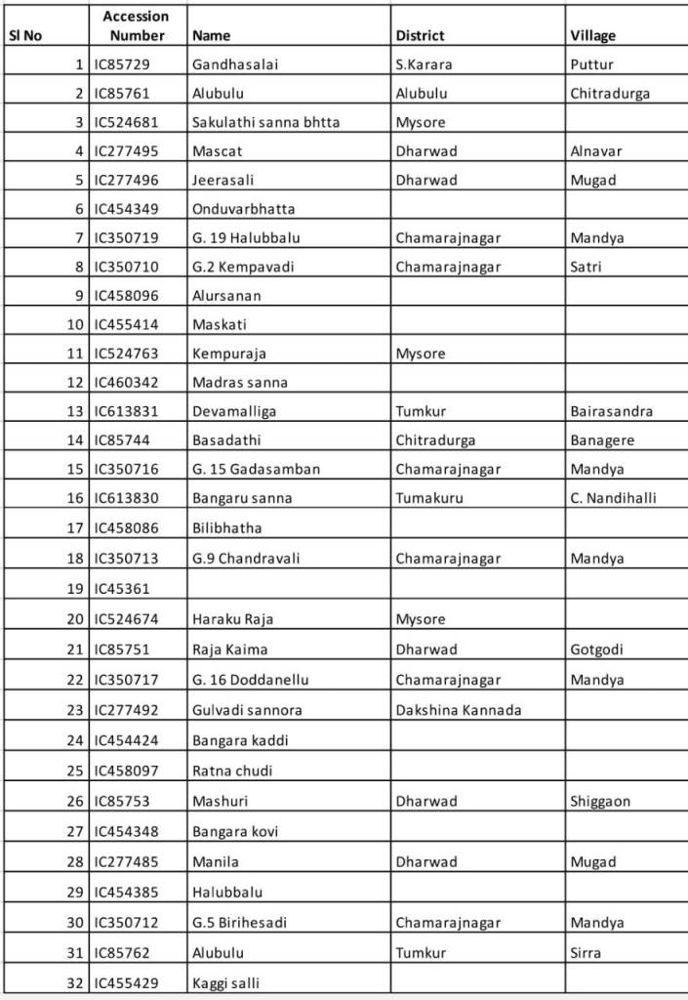 Sl No Accession Number Name District Village
1 IC85729 Gandhasalai S.Karara Puttur
2 IC85761 Alubulu Alubulu Chitradurga
3 IC524681 Sakulathi sanna bhtta Mysore
4 IC277495 Mascat Dharwad Alnavar
5 IC277496 Jeerasali Dharwad Mugad
6 IC454349 Onduvarbhatta
7 IC350719 G. 19 Halubbalu Chamarajnagar Mandya
8 IC350710 G.2 Kempavadi Chamarajnagar Satri
9 IC458096 Alursanan
10 IC455414 Maskati
11 IC524763 Kempuraja Mysore
12 IC460342 Madras sanna
13 IC613831 Devamalliga Tumkur Bairasandra
14 IC85744 Basadathi Chitradurga Banagere
15 IC350716 G. 15 Gadasamban Chamarajnagar Mandya
16 IC613830 Bangaru sanna Tumakuru C. Nandihalli
17 IC458086 Bilibhatha
18 IC350713 G.9 Chandravali Chamarajnagar Mandya
19 IC45361
20 IC524674 Haraku Raja Mysore
21 IC85751 Raja Kaima Dharwad Gotgodi
22 IC350717 G. 16 Doddanellu Chamarajnagar Mandya
23 IC277492 Gulvadi sannora Dakshina Kannada
24 IC454424 Bangara kaddi
25 IC458097 Ratna chudi
26 IC85753 Mashuri Dharwad Shiggaon
27 IC454348 Bangara kovi
28 IC277485 Manila Dharwad Mugad
29 IC454385 Halubbalu
30 IC350712 G.5 Birihesadi Chamarajnagar Mandya
31 IC85762 Alubulu Tumkur Sirra
32 IC455429 Kaggi salli